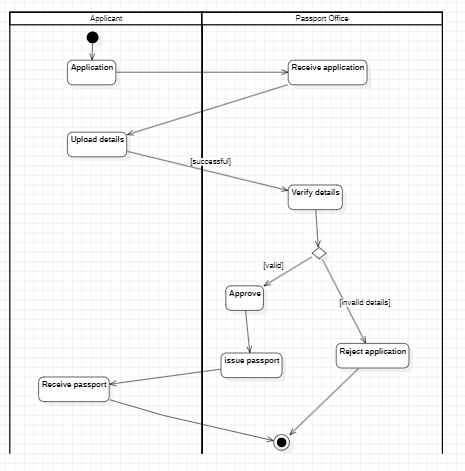 Applicant
Passport Office
Application
Receive application
Upload details
[successful]
Verify details
[valid]
Approve
[invalid details]
issue passport
Reject application
Receive passport